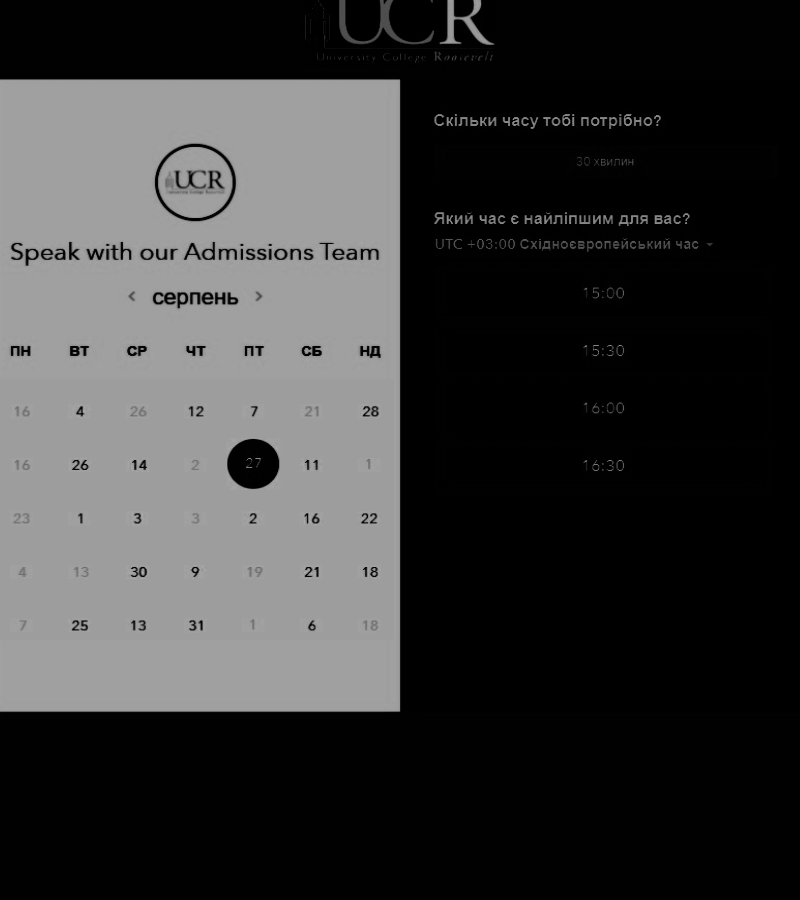 UCR
University College Roosevelt
UCR
Speak with our Admissions Team
< серпень >
ПН ВТ СР ЧТ ПТ СБ НД
16 4 26 12 7 21 28
16 26 14 2 27 11 1
23 1 3 3 2 16 22
4 13 30 9 19 21 18
7 25 13 31 1 6 18
Скільки часу тобі потрібно?
30 хвилин
Який час є найліпшим для вас?
UTC +03:00 Східноєвропейський час
15:00
15:30
16:00
16:30